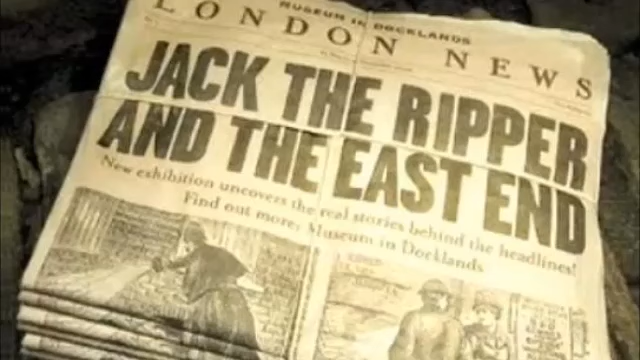 MUSEUM IN DOCKLANDS
LONDON NEWS
JACK THE RIPPER
AND THE EAST END
New exhibition uncovers the real stories behind the headlines!
Find out more: Museum in Docklands